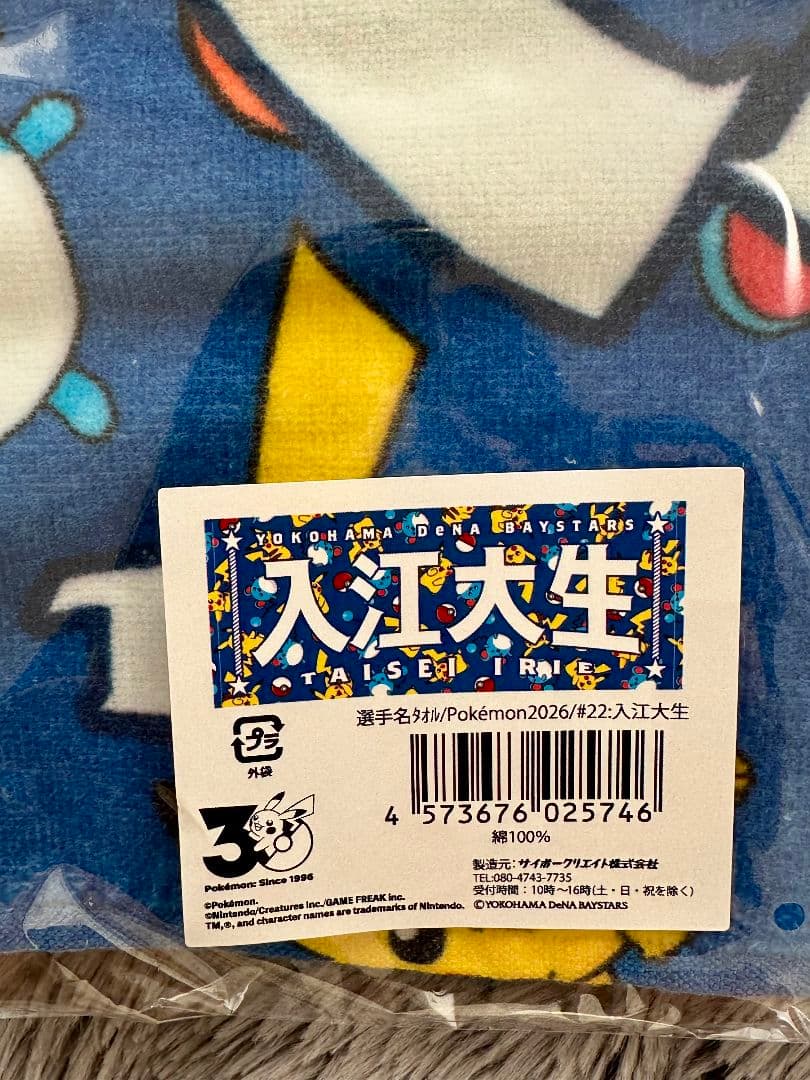 YOKOHAMA DeNA BAYSTARS
入江大生
TAISEI IRIE
選手名ﾀｵﾙ/Pokémon2026/#22:入江大生
プラ
外袋
4 573676 025746
綿100%
30
Pokémon: Since 1996
製造元: サイボークリエイト株式会社
TEL:080-4743-7735
受付時間：10時～16時(土・日・祝を除く)
©Pokémon.
©Nintendo/Creatures Inc./GAME FREAK inc.
TM,®, and character names are trademarks of Nintendo.
©YOKOHAMA DeNA BAYSTARS